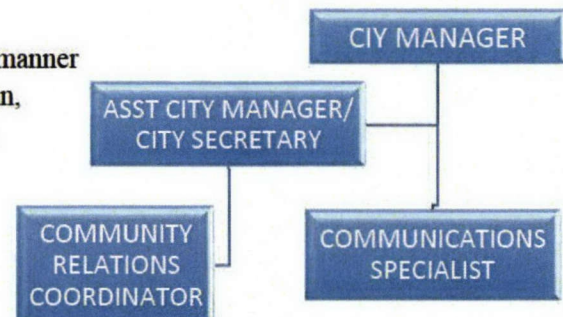 manner
n,
CIY MANAGER
ASST CITY MANAGER/
CITY SECRETARY
COMMUNITY
RELATIONS
COORDINATOR
COMMUNICATIONS
SPECIALIST